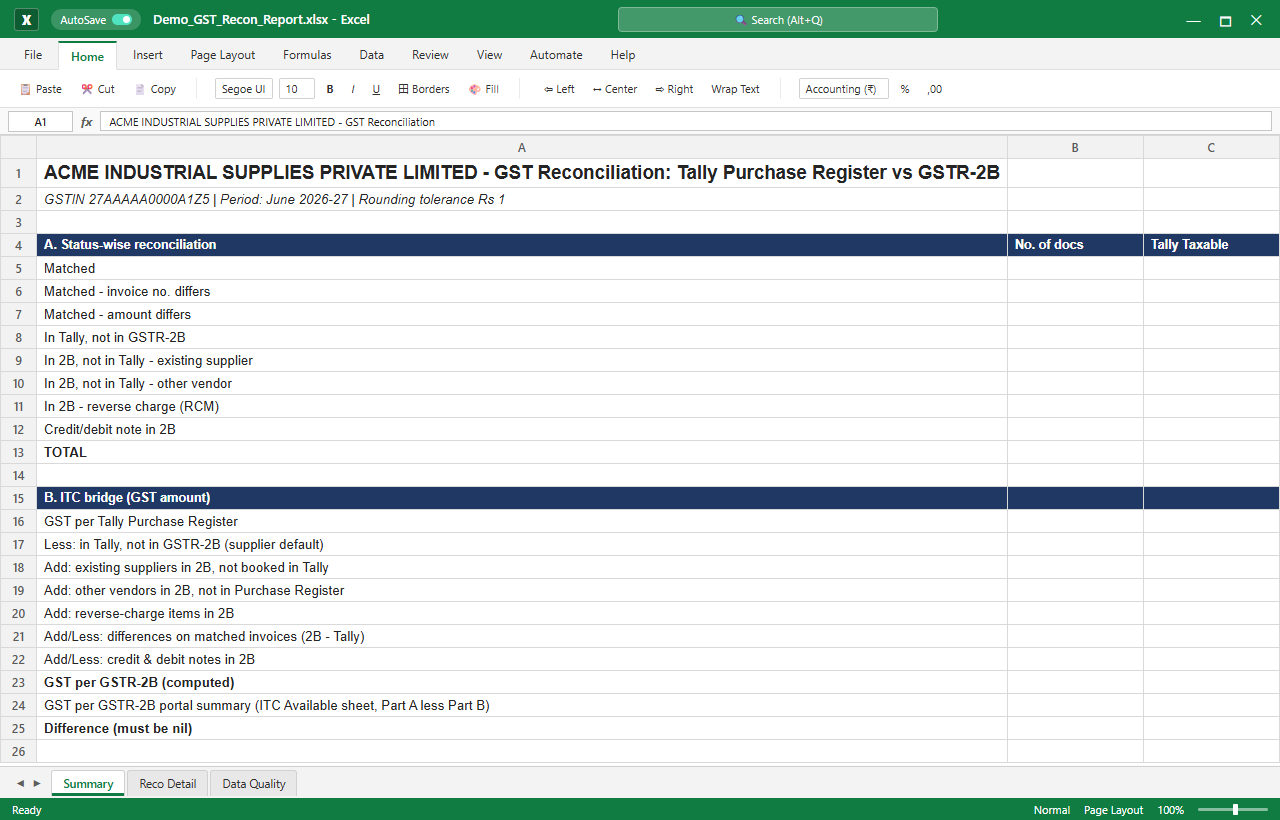 X AutoSave Demo_GST_Recon_Report.xlsx - Excel Search (Alt+Q)
File Home Insert Page Layout Formulas Data Review View Automate Help
Paste Cut Copy Segoe UI 10 B I U Borders Fill Left Center Right Wrap Text Accounting (₹) % ,00
A1 fx ACME INDUSTRIAL SUPPLIES PRIVATE LIMITED - GST Reconciliation
A B C
1 ACME INDUSTRIAL SUPPLIES PRIVATE LIMITED - GST Reconciliation: Tally Purchase Register vs GSTR-2B
2 GSTIN 27AAAAA0000A1Z5 | Period: June 2026-27 | Rounding tolerance Rs 1
3
4 A. Status-wise reconciliation No. of docs Tally Taxable
5 Matched
6 Matched - invoice no. differs
7 Matched - amount differs
8 In Tally, not in GSTR-2B
9 In 2B, not in Tally - existing supplier
10 In 2B, not in Tally - other vendor
11 In 2B - reverse charge (RCM)
12 Credit/debit note in 2B
13 TOTAL
14
15 B. ITC bridge (GST amount)
16 GST per Tally Purchase Register
17 Less: in Tally, not in GSTR-2B (supplier default)
18 Add: existing suppliers in 2B, not booked in Tally
19 Add: other vendors in 2B, not in Purchase Register
20 Add: reverse-charge items in 2B
21 Add/Less: differences on matched invoices (2B - Tally)
22 Add/Less: credit & debit notes in 2B
23 GST per GSTR-2B (computed)
24 GST per GSTR-2B portal summary (ITC Available sheet, Part A less Part B)
25 Difference (must be nil)
26
Summary Reco Detail Data Quality
Ready Normal Page Layout 100%